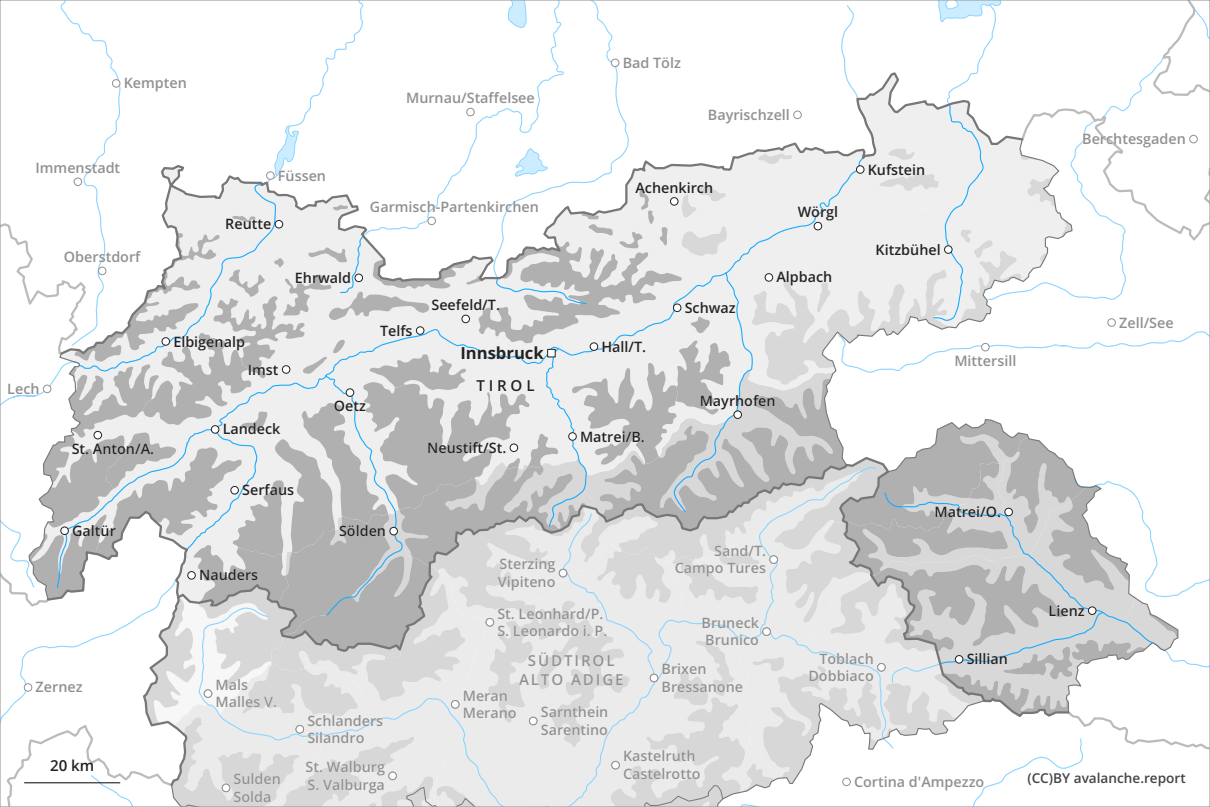 Kempten
Bad Tölz
Murnau/Staffelsee
Bayrischzell
Berchtesgaden
Immenstadt
Füssen
Kufstein
Achenkirch
Garmisch-Partenkirchen
Wörgl
Reutte
Kitzbühel
Oberstdorf
Ehrwald
Alpbach
Seefeld/T.
Schwaz
Zell/See
Telfs
Elbigenalp
Hall/T.
Innsbruck
Mittersill
Imst
TIROL
Lech
Oetz
Mayrhofen
Landeck
Matrei/B.
St. Anton/A.
Neustift/St.
Serfaus
Matrei/O.
Galtür
Sölden
Sand/T.
Campo Tures
Sterzing
Vipiteno
Nauders
Lienz
St. Leonhard/P.
S. Leonardo i. P.
Bruneck
Brunico
SÜDTIROL
ALTO ADIGE
Toblach
Dobbiaco
Sillian
Brixen
Bressanone
Zernez
Mals
Malles V.
Meran
Merano
Sarnthein
Sarentino
Schlanders
Silandro
Kastelruth
Castelrotto
St. Walburg
S. Valburga
20 km
Sulden
Solda
Cortina d'Ampezzo
(CC)BY avalanche.report